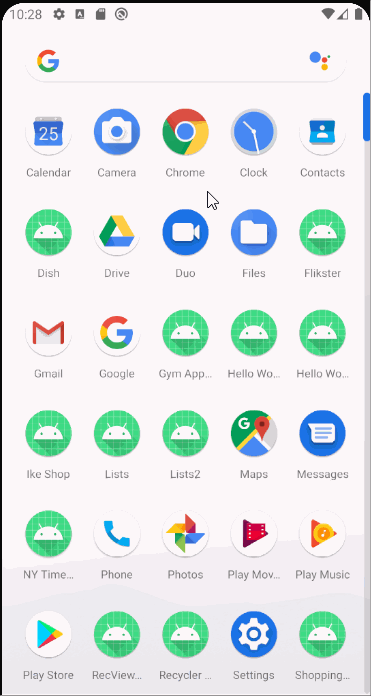 10:28
G
25
Calendar Camera Chrome Clock Contacts
Dish Drive Duo Files Flikster
G
G
Gmail Google Gym App... Hello Wo... Hello Wo...
Ike Shop Lists Lists2 Maps Messages
NY Time... Phone Photos Play Mov... Play Music
Play Store RecView... Recycler ... Settings Shopping...